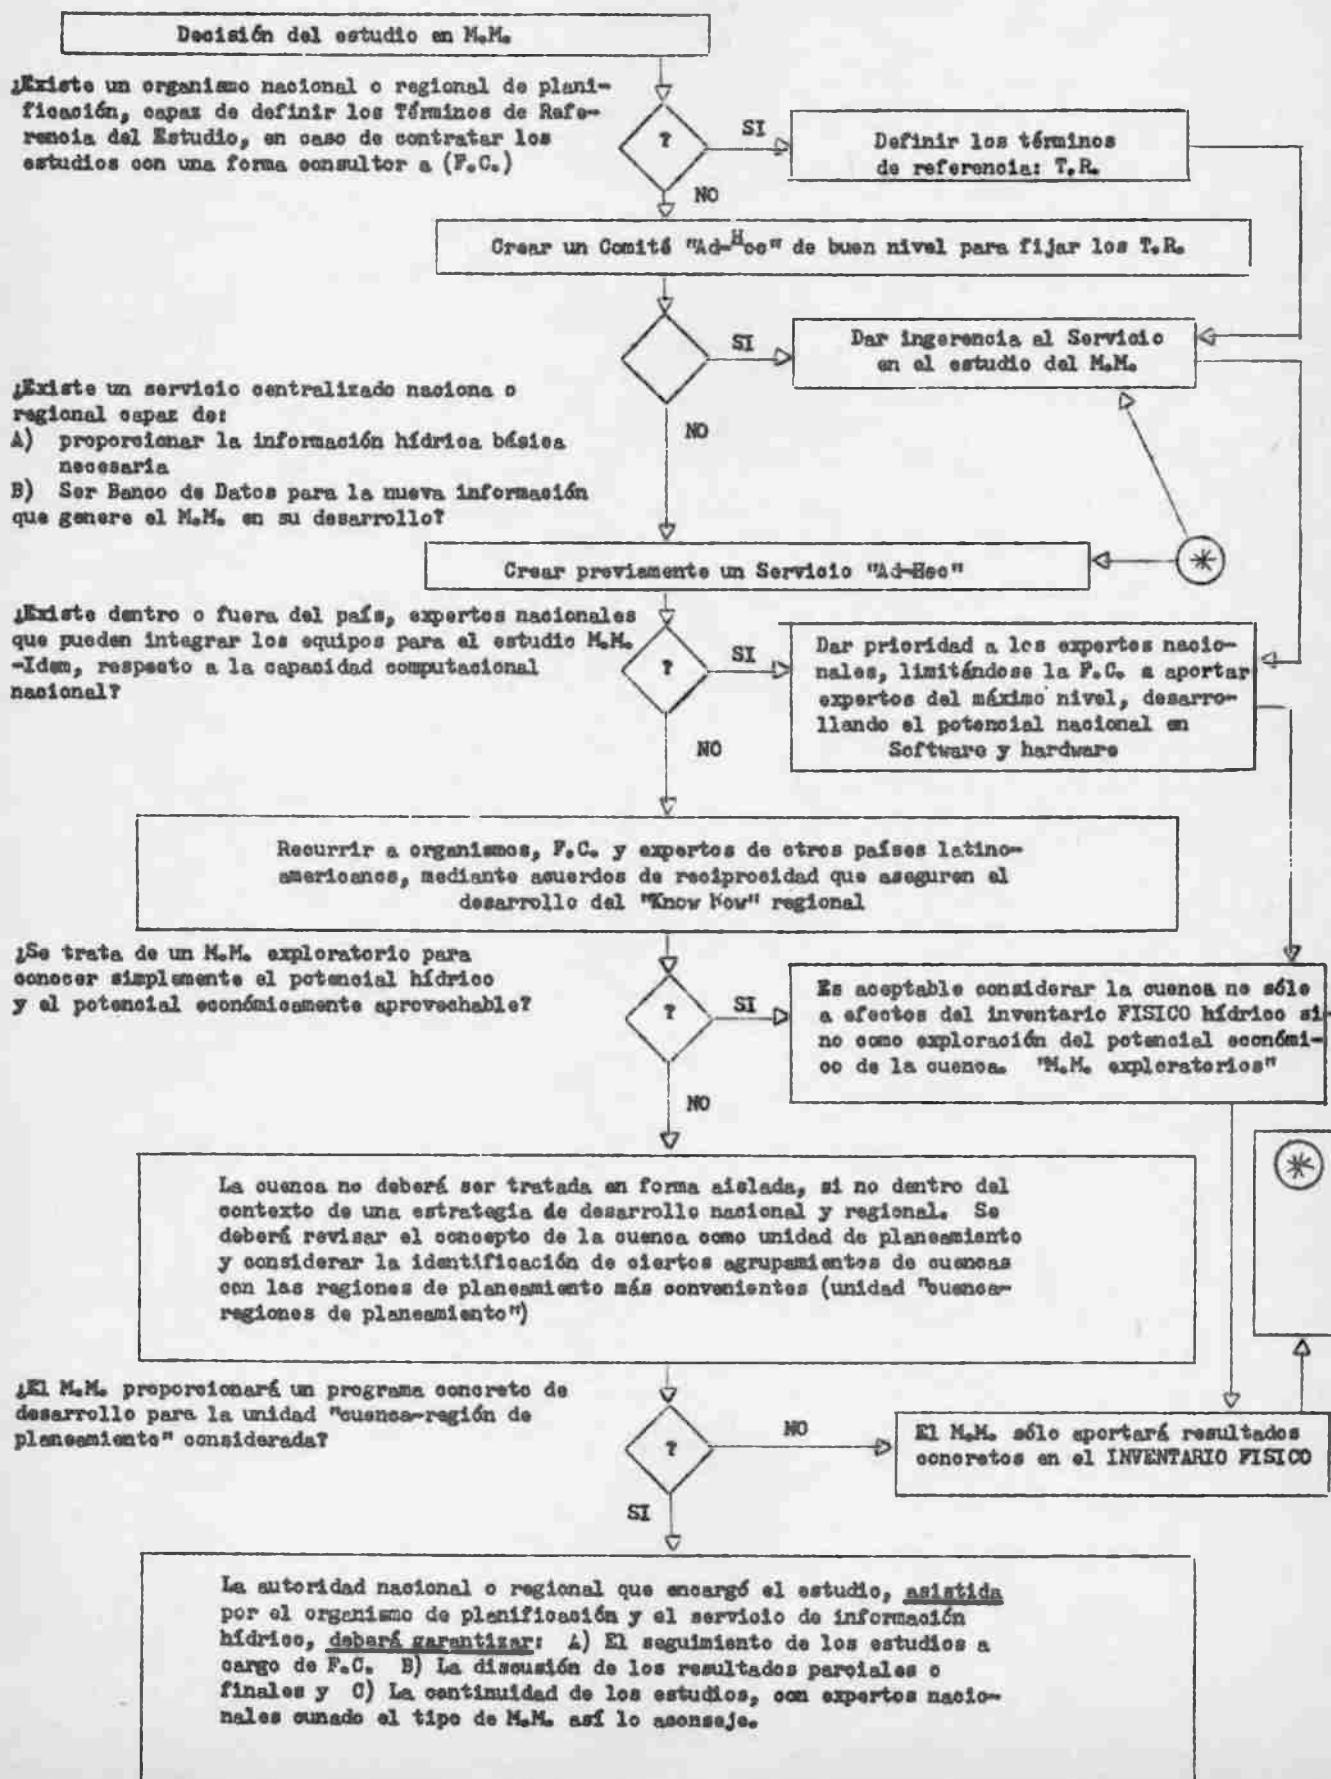 Decisión del estudio en M.M.
¿Existe un organismo nacional o regional de plani-
ficación, capaz de definir los Términos de Refe-
rencia del Estudio, en caso de contratar los
estudios con una forma consultor a (F.C.)
?
SI
Definir los términos
de referencia: T.R.
NO
Crear un Comité "Ad-Hoc" de buen nivel para fijar los T.R.
SI
Dar ingerencia al Servicio
en el estudio del M.M.
¿Existe un servicio centralizado naciona o
regional capaz de:
A) proporcionar la información hídrica básica
necesaria
B) Ser Banco de Datos para la nueva información
que genere el M.M. en su desarrollo?
NO
Crear previamente un Servicio "Ad-Hoc"
*
¿Existe dentro o fuera del país, expertos nacionales
que pueden integrar los equipos para el estudio M.M.
-Idem, respecto a la capacidad computacional
nacional?
?
SI
Dar prioridad a los expertos nacio-
nales, limitándose la F.C. a aportar
expertos del máximo nivel, desarro-
llando el potencial nacional en
Software y hardware
NO
Recurrir a organismos, F.C. y expertos de otros países latino-
americanos, mediante acuerdos de reciprocidad que aseguren el
desarrollo del "Know How" regional
¿Se trata de un M.M. exploratorio para
conocer simplemente el potencial hídrico
y el potencial económicamente aprovechable?
?
SI
Es aceptable considerar la cuenca no sólo
a efectos del inventario FISICO hídrico si-
no como exploración del potencial económi-
co de la cuenca. "M.M. exploratorios"
NO
*
La cuenca no deberá ser tratada en forma aislada, si no dentro del
contexto de una estrategia de desarrollo nacional y regional. Se
deberá revisar el concepto de la cuenca como unidad de planeamiento
y considerar la identificación de ciertos agrupamientos de cuencas
con las regiones de planeamiento más convenientes (unidad "cuenca-
regiones de planeamiento")
¿El M.M. proporcionará un programa concreto de
desarrollo para la unidad "cuenca-región de
planeamiento" considerada?
?
NO
El M.M. sólo aportará resultados
concretos en el INVENTARIO FISICO
SI
La autoridad nacional o regional que encargó el estudio, asistida
por el organismo de planificación y el servicio de información
hídrico, deberá garantizar: A) El seguimiento de los estudios a
cargo de F.C. B) La discusión de los resultados parciales o
finales y C) La continuidad de los estudios, con expertos nacio-
nales cunado el tipo de M.M. así lo aconseje.